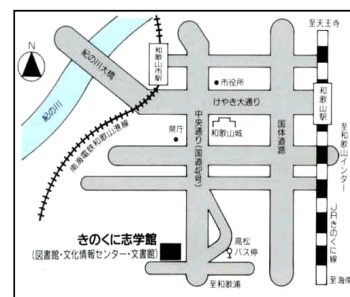 至天王寺
N
紀の川大橋
和歌山市駅
紀の川
●市役所
けやき大通り
和歌山駅
南海電鉄和歌山港線
県庁
和歌山城
中央通り(国道42号)
国体道路
至和歌山インター
きのくに志学館
(図書館・文化情報センター・文書館)
高松
バス停
JRきのくに線
至和歌浦
至海南